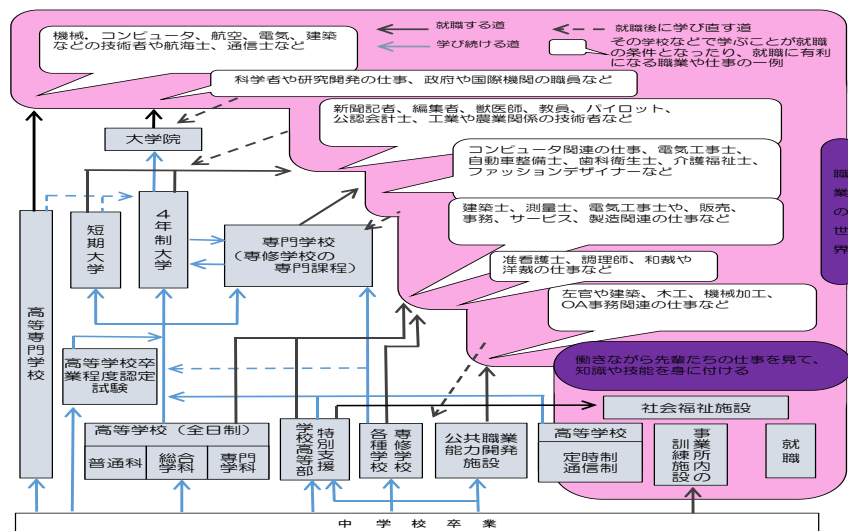 就職する道
就職後に学び直す道
学び続ける道
その学校などで学ぶことが就職
の条件となったり、就職に有利
になる職業や仕事の一例
機械，コンピュータ、航空、電気、建築
などの技術者や航海士、通信士など
科学者や研究開発の仕事、政府や国際機関の職員など
新聞記者、編集者、獣医師、教員、パイロット、
公認会計士、工業や農業関係の技術者など
コンピュータ関連の仕事、電気工事士、
自動車整備士、歯科衛生士、介護福祉士、
ファッションデザイナーなど
建築士、測量士、電気工事士や、販売、
事務、サービス、製造関連の仕事など
准看護士、調理師、和裁や
洋裁の仕事など
左官や建築、木工、機械加工、
OA事務関連の仕事など
職業の世界
働きながら先輩たちの仕事を見て、
知識や技能を身に付ける
大学院
短期大学
4年制大学
専門学校
（専修学校の
専門課程）
高等専門学校
高等学校卒
業程度認定
試験
高等学校（全日制）
普通科
総合
学科
専門
学科
特別支援
学校高等部
専修学校
各種学校
公共職業
能力開発
施設
高等学校
定時制
通信制
社会福祉施設
事業所内の
訓練施設
就職
中学校卒業